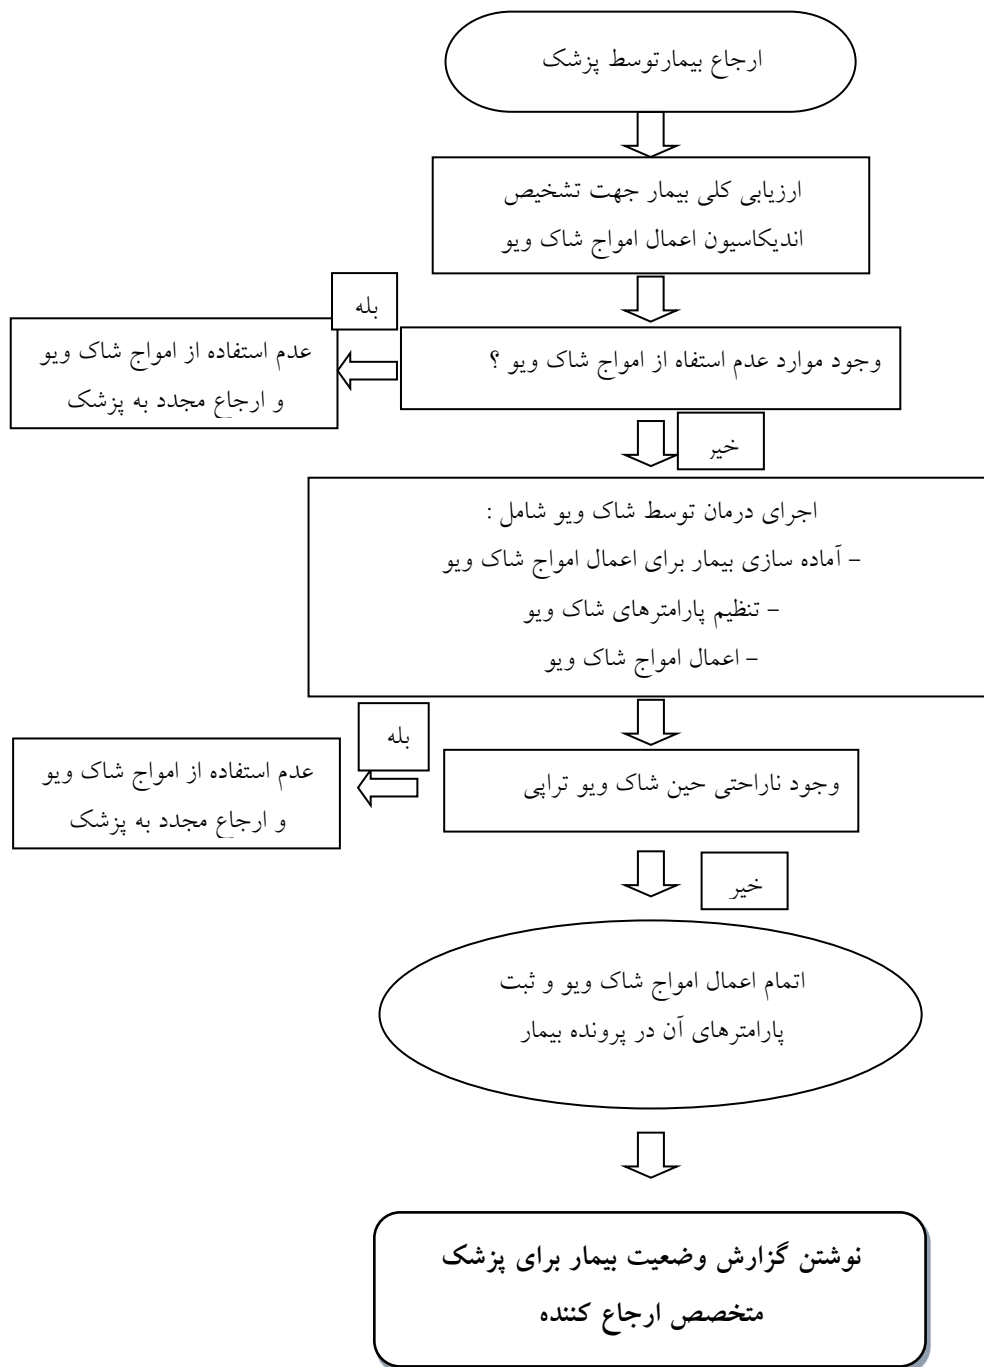 ارجاع بیمارتوسط پزشک
ارزیابی کلی بیمار جهت تشخیص
اندیکاسیون اعمال امواج شاک ویو
بله
وجود موارد عدم استفاه از امواج شاک ویو ؟
عدم استفاده از امواج شاک ویو
و ارجاع مجدد به پزشک
خیر
اجرای درمان توسط شاک ویو شامل :
– آماده سازی بیمار برای اعمال امواج شاک ویو
– تنظیم پارامترهای شاک ویو
– اعمال امواج شاک ویو
بله
وجود ناراحتی حین شاک ویو تراپی
عدم استفاده از امواج شاک ویو
و ارجاع مجدد به پزشک
خیر
اتمام اعمال امواج شاک ویو و ثبت
پارامترهای آن در پرونده بیمار
نوشتن گزارش وضعیت بیمار برای پزشک
متخصص ارجاع کننده